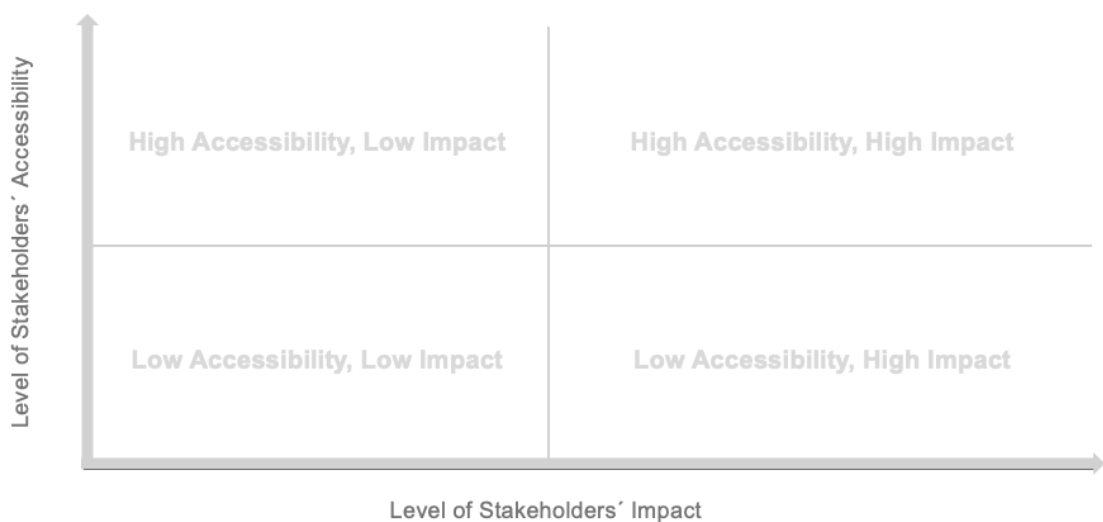 Level of Stakeholders´ Accessibility
High Accessibility, Low Impact
High Accessibility, High Impact
Low Accessibility, Low Impact
Low Accessibility, High Impact
Level of Stakeholders´ Impact